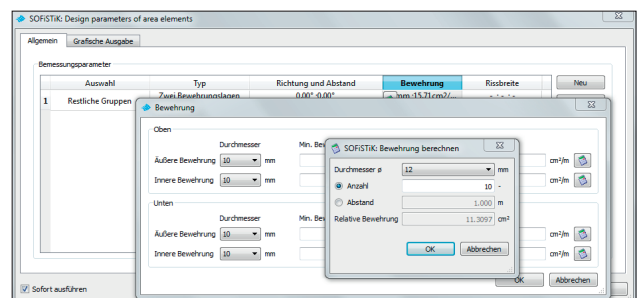 SOFiSTiK: Design parameters of area elements
Allgemein Grafische Ausgabe
Bemessungsparameter
Auswahl Typ Richtung und Abstand Bewehrung Rissbreite Neu
1 Restliche Gruppen Zwei Bewehrungslagen 0.00° :0.00° mm :15.71cm2/... - : - : -
Bewehrung
Oben
Durchmesser Min.
Äußere Bewehrung 10 mm cm²/m
Innere Bewehrung 10 mm cm²/m
Unten
Durchmesser Min.
Äußere Bewehrung 10 mm cm²/m
Innere Bewehrung 10 mm cm²/m
OK Abbrechen
SOFiSTiK: Bewehrung berechnen
Durchmesser ø 12 mm
Anzahl 10 -
Abstand 1.000 m
Relative Bewehrung 11.3097 cm²
OK Abbrechen
Sofort ausführen